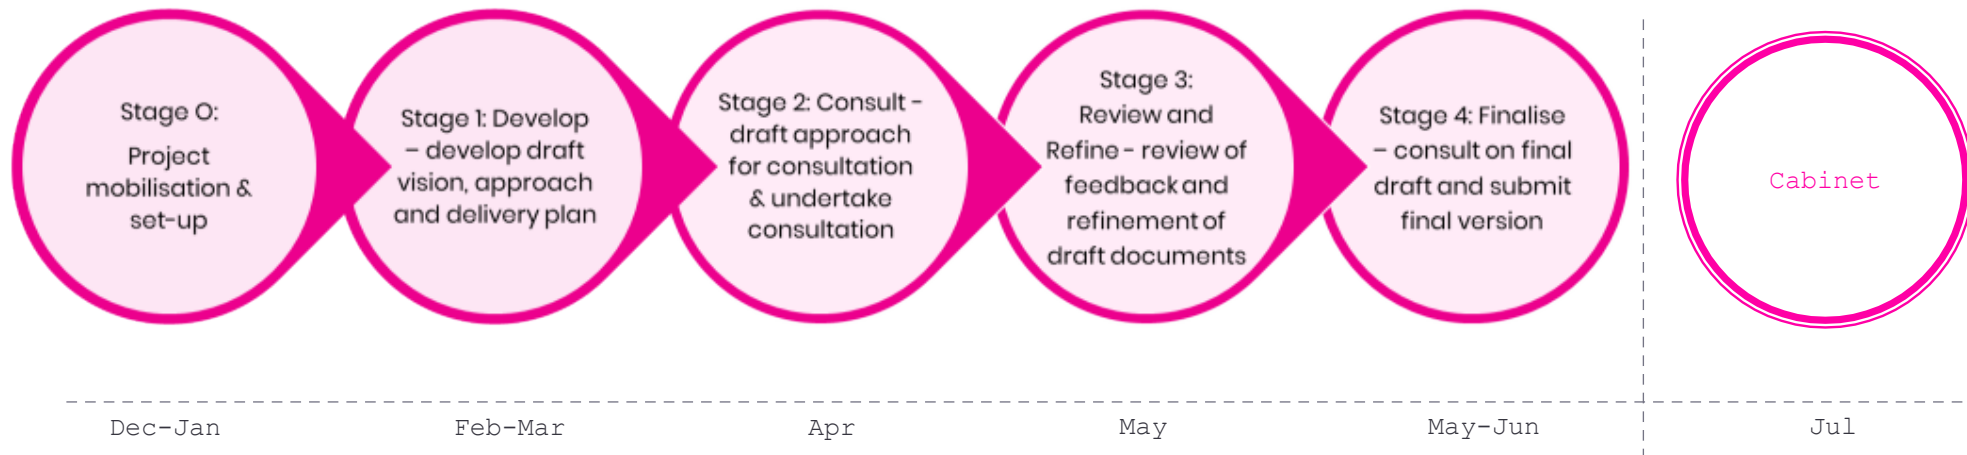 Stage 0:
Project
mobilisation &
set-up
Stage 1: Develop
– develop draft
vision, approach
and delivery plan
Stage 2: Consult -
draft approach
for consultation
& undertake
consultation
Stage 3:
Review and
Refine - review of
feedback and
refinement of
draft documents
Stage 4: Finalise
– consult on final
draft and submit
final version
Cabinet
Dec-Jan
Feb-Mar
Apr
May
May-Jun
Jul